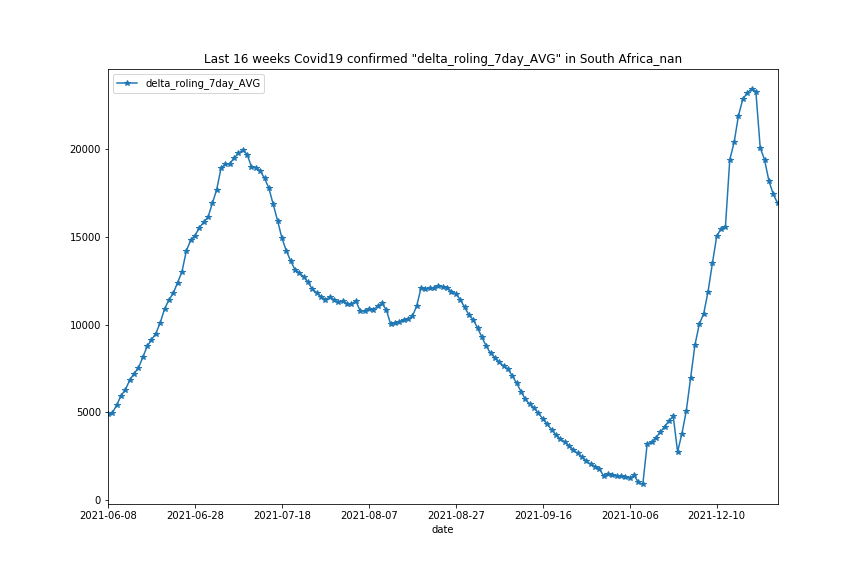 Last 16 weeks Covid19 confirmed "delta_roling_7day_AVG" in South Africa_nan
delta_roling_7day_AVG
20000
15000
10000
5000
0
2021-06-08 2021-06-28 2021-07-18 2021-08-07 2021-08-27 2021-09-16 2021-10-06 2021-12-10
date